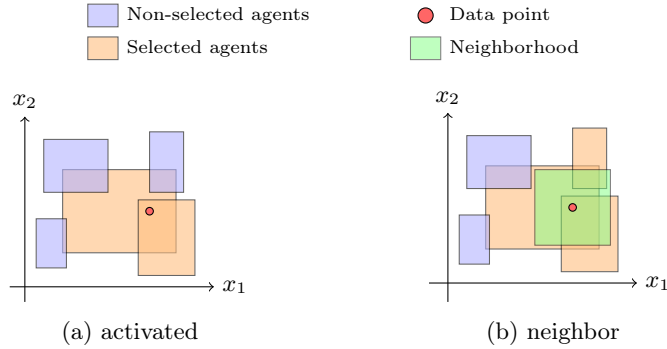 Non-selected agents
Data point
Selected agents
Neighborhood
x₂
x₂
x₁
x₁
(a) activated
(b) neighbor